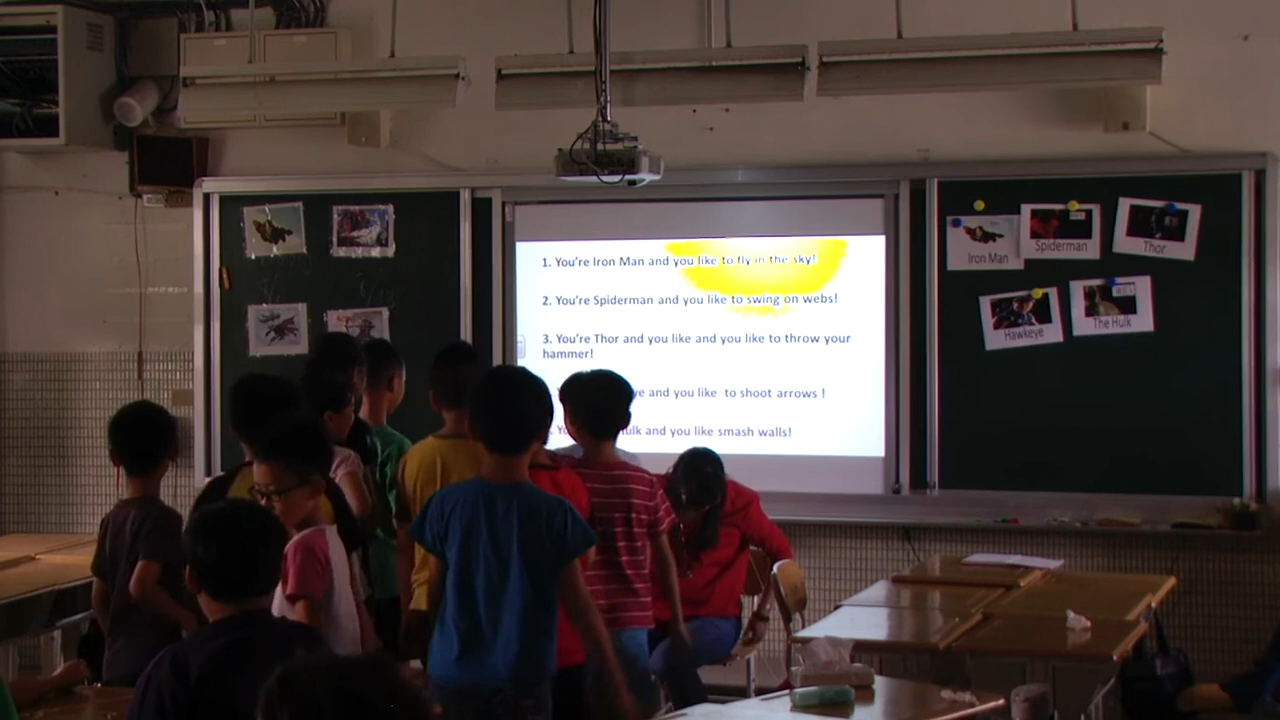 1. You're Iron Man and you like to fly in the sky!
2. You're Spiderman and you like to swing on webs!
3. You're Thor and you like and you like to throw your
hammer!
and you like to shoot arrows !
and you like smash walls!
Iron Man
Spiderman
Thor
Hawkeye
The Hulk